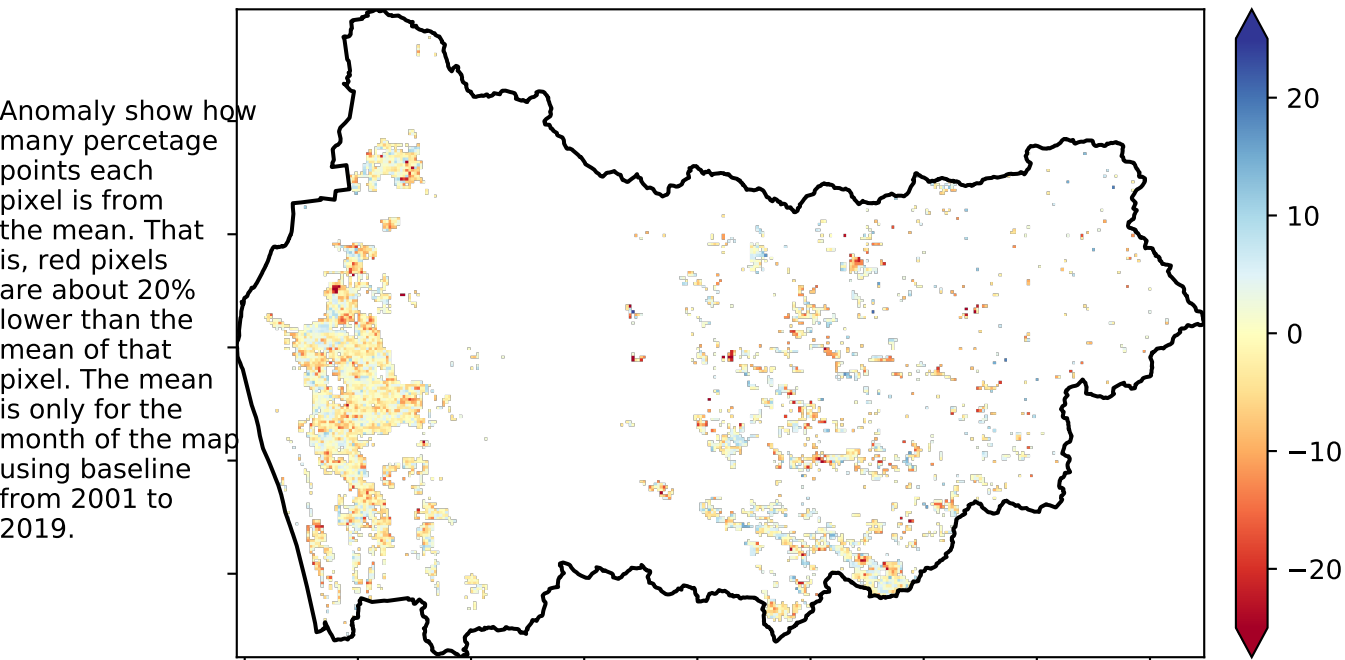 Anomaly show how
many percetage
points each
pixel is from
the mean. That
is, red pixels
are about 20%
lower than the
mean of that
pixel. The mean
is only for the
month of the map
using baseline
from 2001 to
2019.
20
10
0
−10
−20